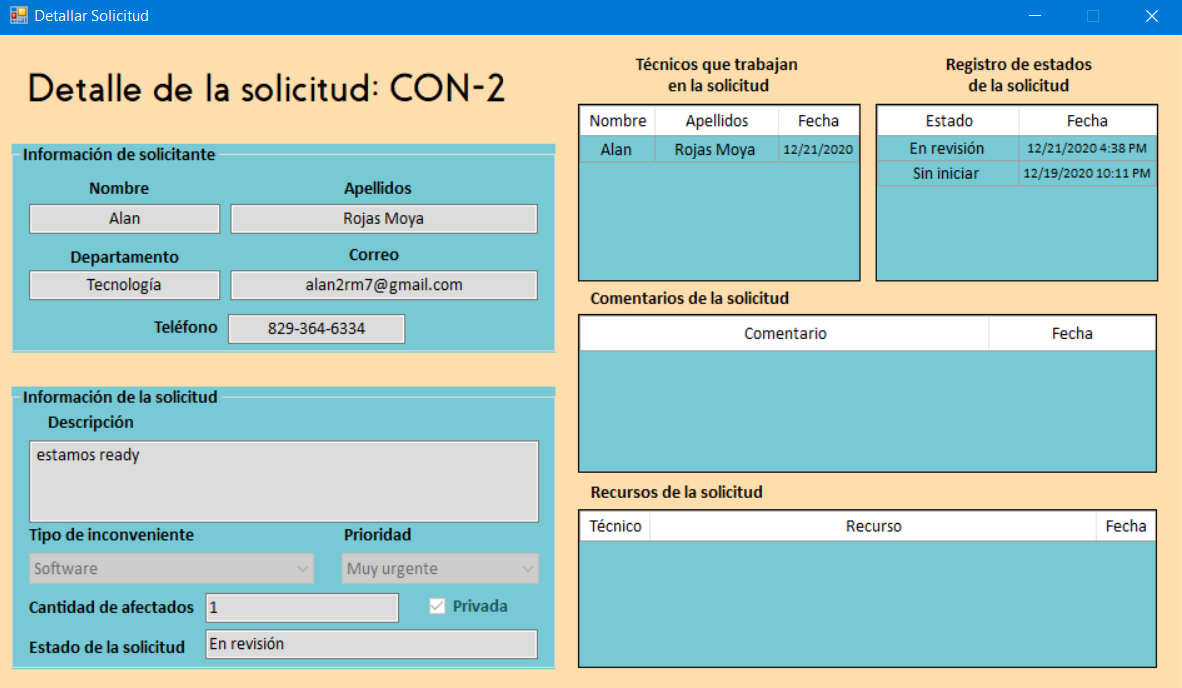 Detallar Solicitud
Detalle de la solicitud: CON-2
Información de solicitante
Nombre Apellidos
Alan Rojas Moya
Departamento Correo
Tecnología alan2rm7@gmail.com
Teléfono 829-364-6334
Información de la solicitud
Descripción
estamos ready
Tipo de inconveniente Prioridad
Software Muy urgente
Cantidad de afectados 1 Privada
Estado de la solicitud En revisión
Técnicos que trabajan
en la solicitud
Nombre Apellidos Fecha
Alan Rojas Moya 12/21/2020
Registro de estados
de la solicitud
Estado Fecha
En revisión 12/21/2020 4:38 PM
Sin iniciar 12/19/2020 10:11 PM
Comentarios de la solicitud
Comentario Fecha
Recursos de la solicitud
Técnico Recurso Fecha